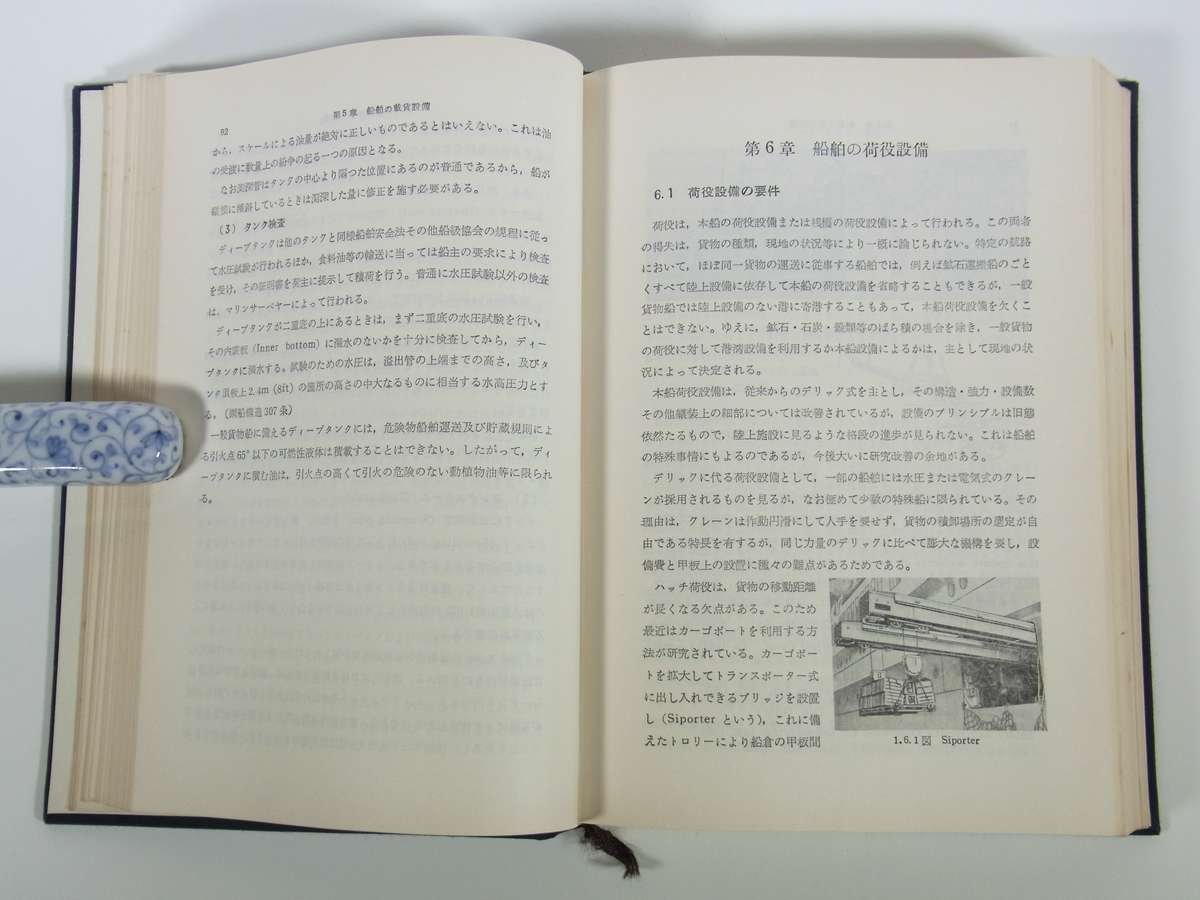 92
第5章　船舶の載貨設備
から，スケールによる油量が絶対に正しいものであるとはいえない。これは油
の受渡に数量上の紛争の起る一つの原因となる。
なお測深管はタンクの中心より隔つた位置にあるのが普通であるから，船が
縦横に傾斜しているときは測深した量に修正を施す必要がある。
(3) タンク検査
ディープタンクは他のタンクと同様船舶安全法その他船級協会の規程に従っ
て水圧試験が行われるほか，食料油等の輸送に当っては船主の要求により検査
を受け，その証明書を荷主に提示して積荷を行う。普通に水圧試験以外の検査
は，マリンサーベヤーによって行われる。
ディープタンクが二重底の上にあるときは，まず二重底の水圧試験を行い，
その内底板 (Inner bottom) に漏水のないかを十分に検査してから，ディー
プタンクに漲水する。試験のための水圧は，溢出管の上端までの高さ，及びタ
ンク頂板上2.4m (8ft) の箇所の高さの中大なるものに相当する水高圧力とす
る。(鋼船構造 307 条)
一般貨物船に備えるディープタンクには，危険物船舶運送及び貯蔵規則によ
る引火点65°以下の可燃性液体は積載することはできない。したがって，ディ
ープタンクに積む油は，引火点の高くて引火の危険のない動植物油等に限られ
る。
第6章　船舶の荷役設備
6.1　荷役設備の要件
荷役は，本船の荷役設備または桟橋の荷役設備によって行われる。この両者
の得失は，貨物の種類，現地の状況等により一概に論じられない。特定の航路
において，ほぼ同一貨物の運送に従事する船舶では，例えば鉱石運搬船のごと
くすべて陸上設備に依存して本船の荷役設備を省略することもできるが，一般
貨物船では陸上設備のない港に寄港することもあって，本船荷役設備を欠くこ
とはできない。ゆえに，鉱石・石炭・穀類等のばら積の場合を除き，一般貨物
の荷役に対して港湾設備を利用するか本船設備によるかは，主として現地の状
況によって決定される。
本船荷役設備は，従来からのデリック式を主とし，その構造・強力・設備数
その他艤装上の細部については改善されているが，設備のプリンシプルは旧態
依然たるもので，陸上施設に見るような格段の進歩が見られない。これは船舶
の特殊事情にもよるのであるが，今後大いに研究改善の余地がある。
デリックに代る荷役設備として，一部の船舶には水圧または電気式のクレー
ンが採用されるものを見るが，なお極めて少数の特殊船に限られている。その
理由は，クレーンは作動円滑にして人手を要せず，貨物の積卸場所の選定が自
由である特長を有するが，同じ力量のデリックに比べて膨大な機構を要し，設
備費と甲板上の設置に種々の難点があるためである。
ハッチ荷役は，貨物の移動距離
が長くなる欠点がある。このため
最近はカーゴポートを利用する方
法が研究されている。カーゴポー
トを拡大してトランスポーター式
に出し入れできるブリッジを設置
し (Siporter という)，これに備
えたトロリーにより船倉の甲板間
1.6.1図　Siporter